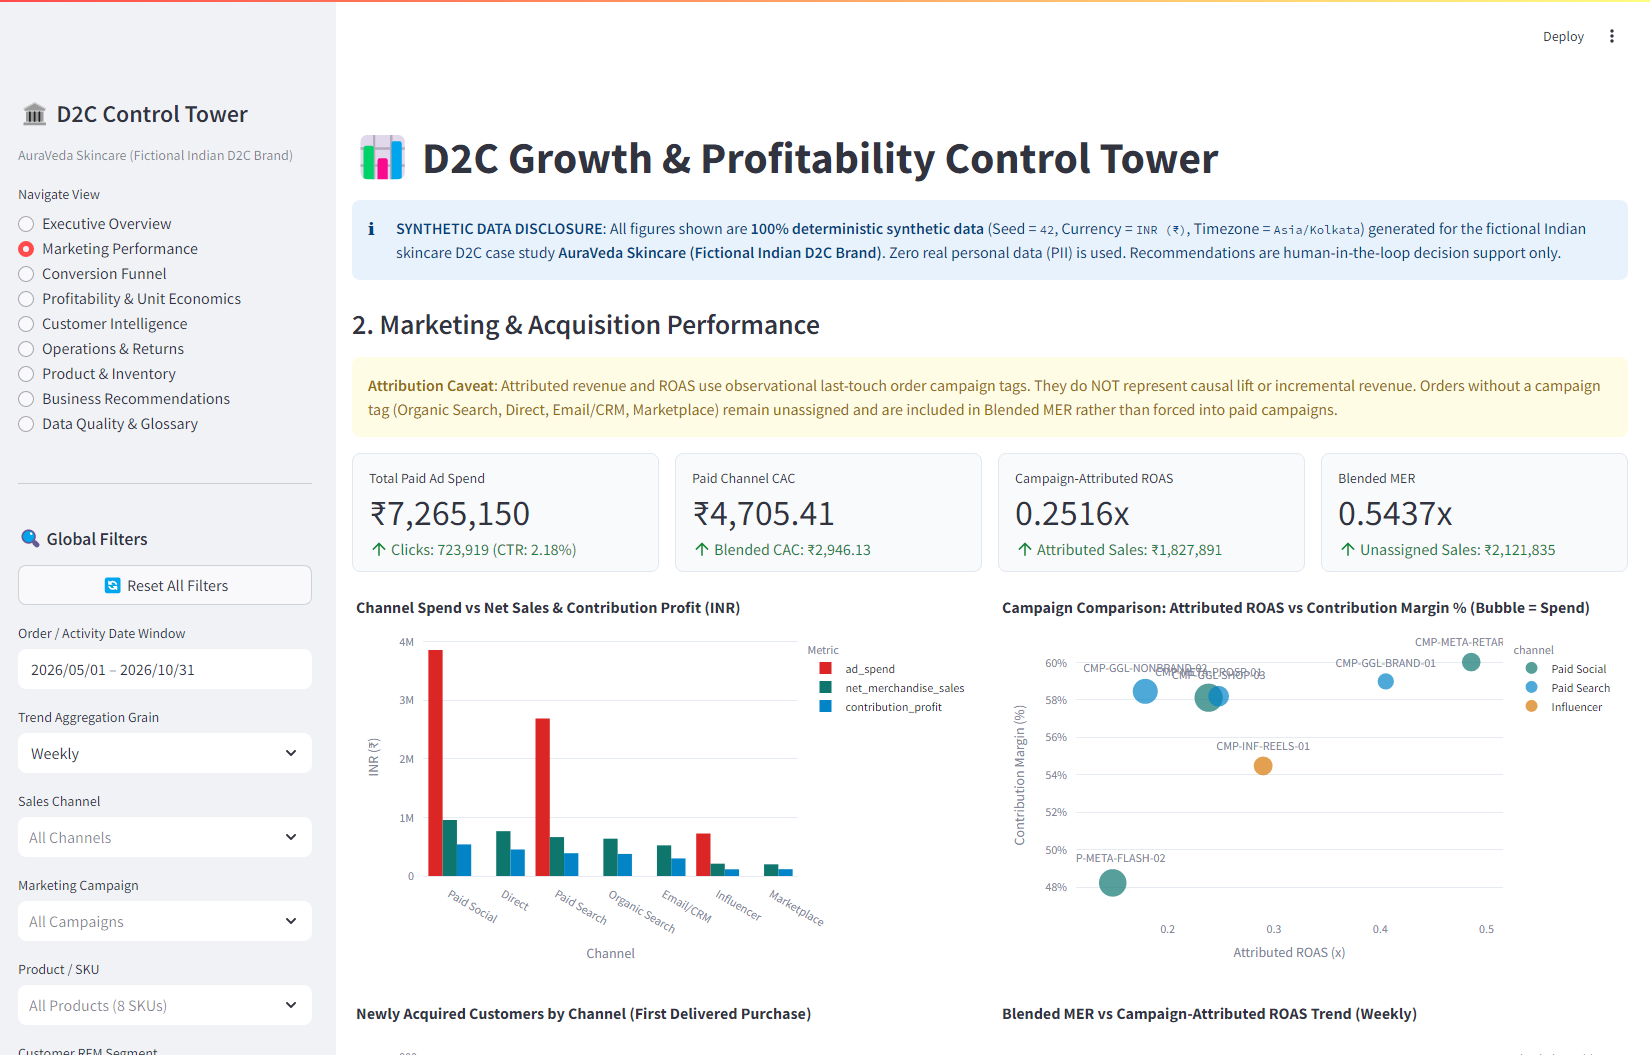 Deploy
D2C Control Tower
AuraVeda Skincare (Fictional Indian D2C Brand)
Navigate View
Executive Overview
Marketing Performance
Conversion Funnel
Profitability & Unit Economics
Customer Intelligence
Operations & Returns
Product & Inventory
Business Recommendations
Data Quality & Glossary
Global Filters
Reset All Filters
Order / Activity Date Window
2026/05/01 – 2026/10/31
Trend Aggregation Grain
Weekly
Sales Channel
All Channels
Marketing Campaign
All Campaigns
Product / SKU
All Products (8 SKUs)
Customer RFM Segment
D2C Growth & Profitability Control Tower
SYNTHETIC DATA DISCLOSURE: All figures shown are 100% deterministic synthetic data (Seed = 42, Currency = INR (₹), Timezone = Asia/Kolkata) generated for the fictional Indian
skincare D2C case study AuraVeda Skincare (Fictional Indian D2C Brand). Zero real personal data (PII) is used. Recommendations are human-in-the-loop decision support only.
2. Marketing & Acquisition Performance
Attribution Caveat: Attributed revenue and ROAS use observational last-touch order campaign tags. They do NOT represent causal lift or incremental revenue. Orders without a campaign
tag (Organic Search, Direct, Email/CRM, Marketplace) remain unassigned and are included in Blended MER rather than forced into paid campaigns.
Total Paid Ad Spend
₹7,265,150
↑ Clicks: 723,919 (CTR: 2.18%)
Paid Channel CAC
₹4,705.41
↑ Blended CAC: ₹2,946.13
Campaign-Attributed ROAS
0.2516x
↑ Attributed Sales: ₹1,827,891
Blended MER
0.5437x
↑ Unassigned Sales: ₹2,121,835
Channel Spend vs Net Sales & Contribution Profit (INR)
4M
3M
2M
1M
0
INR (₹)
Paid Social
Direct
Paid Search
Organic Search
Email/CRM
Influencer
Marketplace
Channel
Metric
ad_spend
net_merchandise_sales
contribution_profit
Campaign Comparison: Attributed ROAS vs Contribution Margin % (Bubble = Spend)
CMP-META-RETAR
CMP-GGL-BRAND-01
CMP-GGL-NONBRAND-02
CMP-META-PROSP-01
CMP-GGL-SHOP-03
CMP-INF-REELS-01
P-META-FLASH-02
60%
58%
56%
54%
52%
50%
48%
Contribution Margin (%)
0.2
0.3
0.4
0.5
Attributed ROAS (x)
channel
Paid Social
Paid Search
Influencer
Newly Acquired Customers by Channel (First Delivered Purchase)
Blended MER vs Campaign-Attributed ROAS Trend (Weekly)